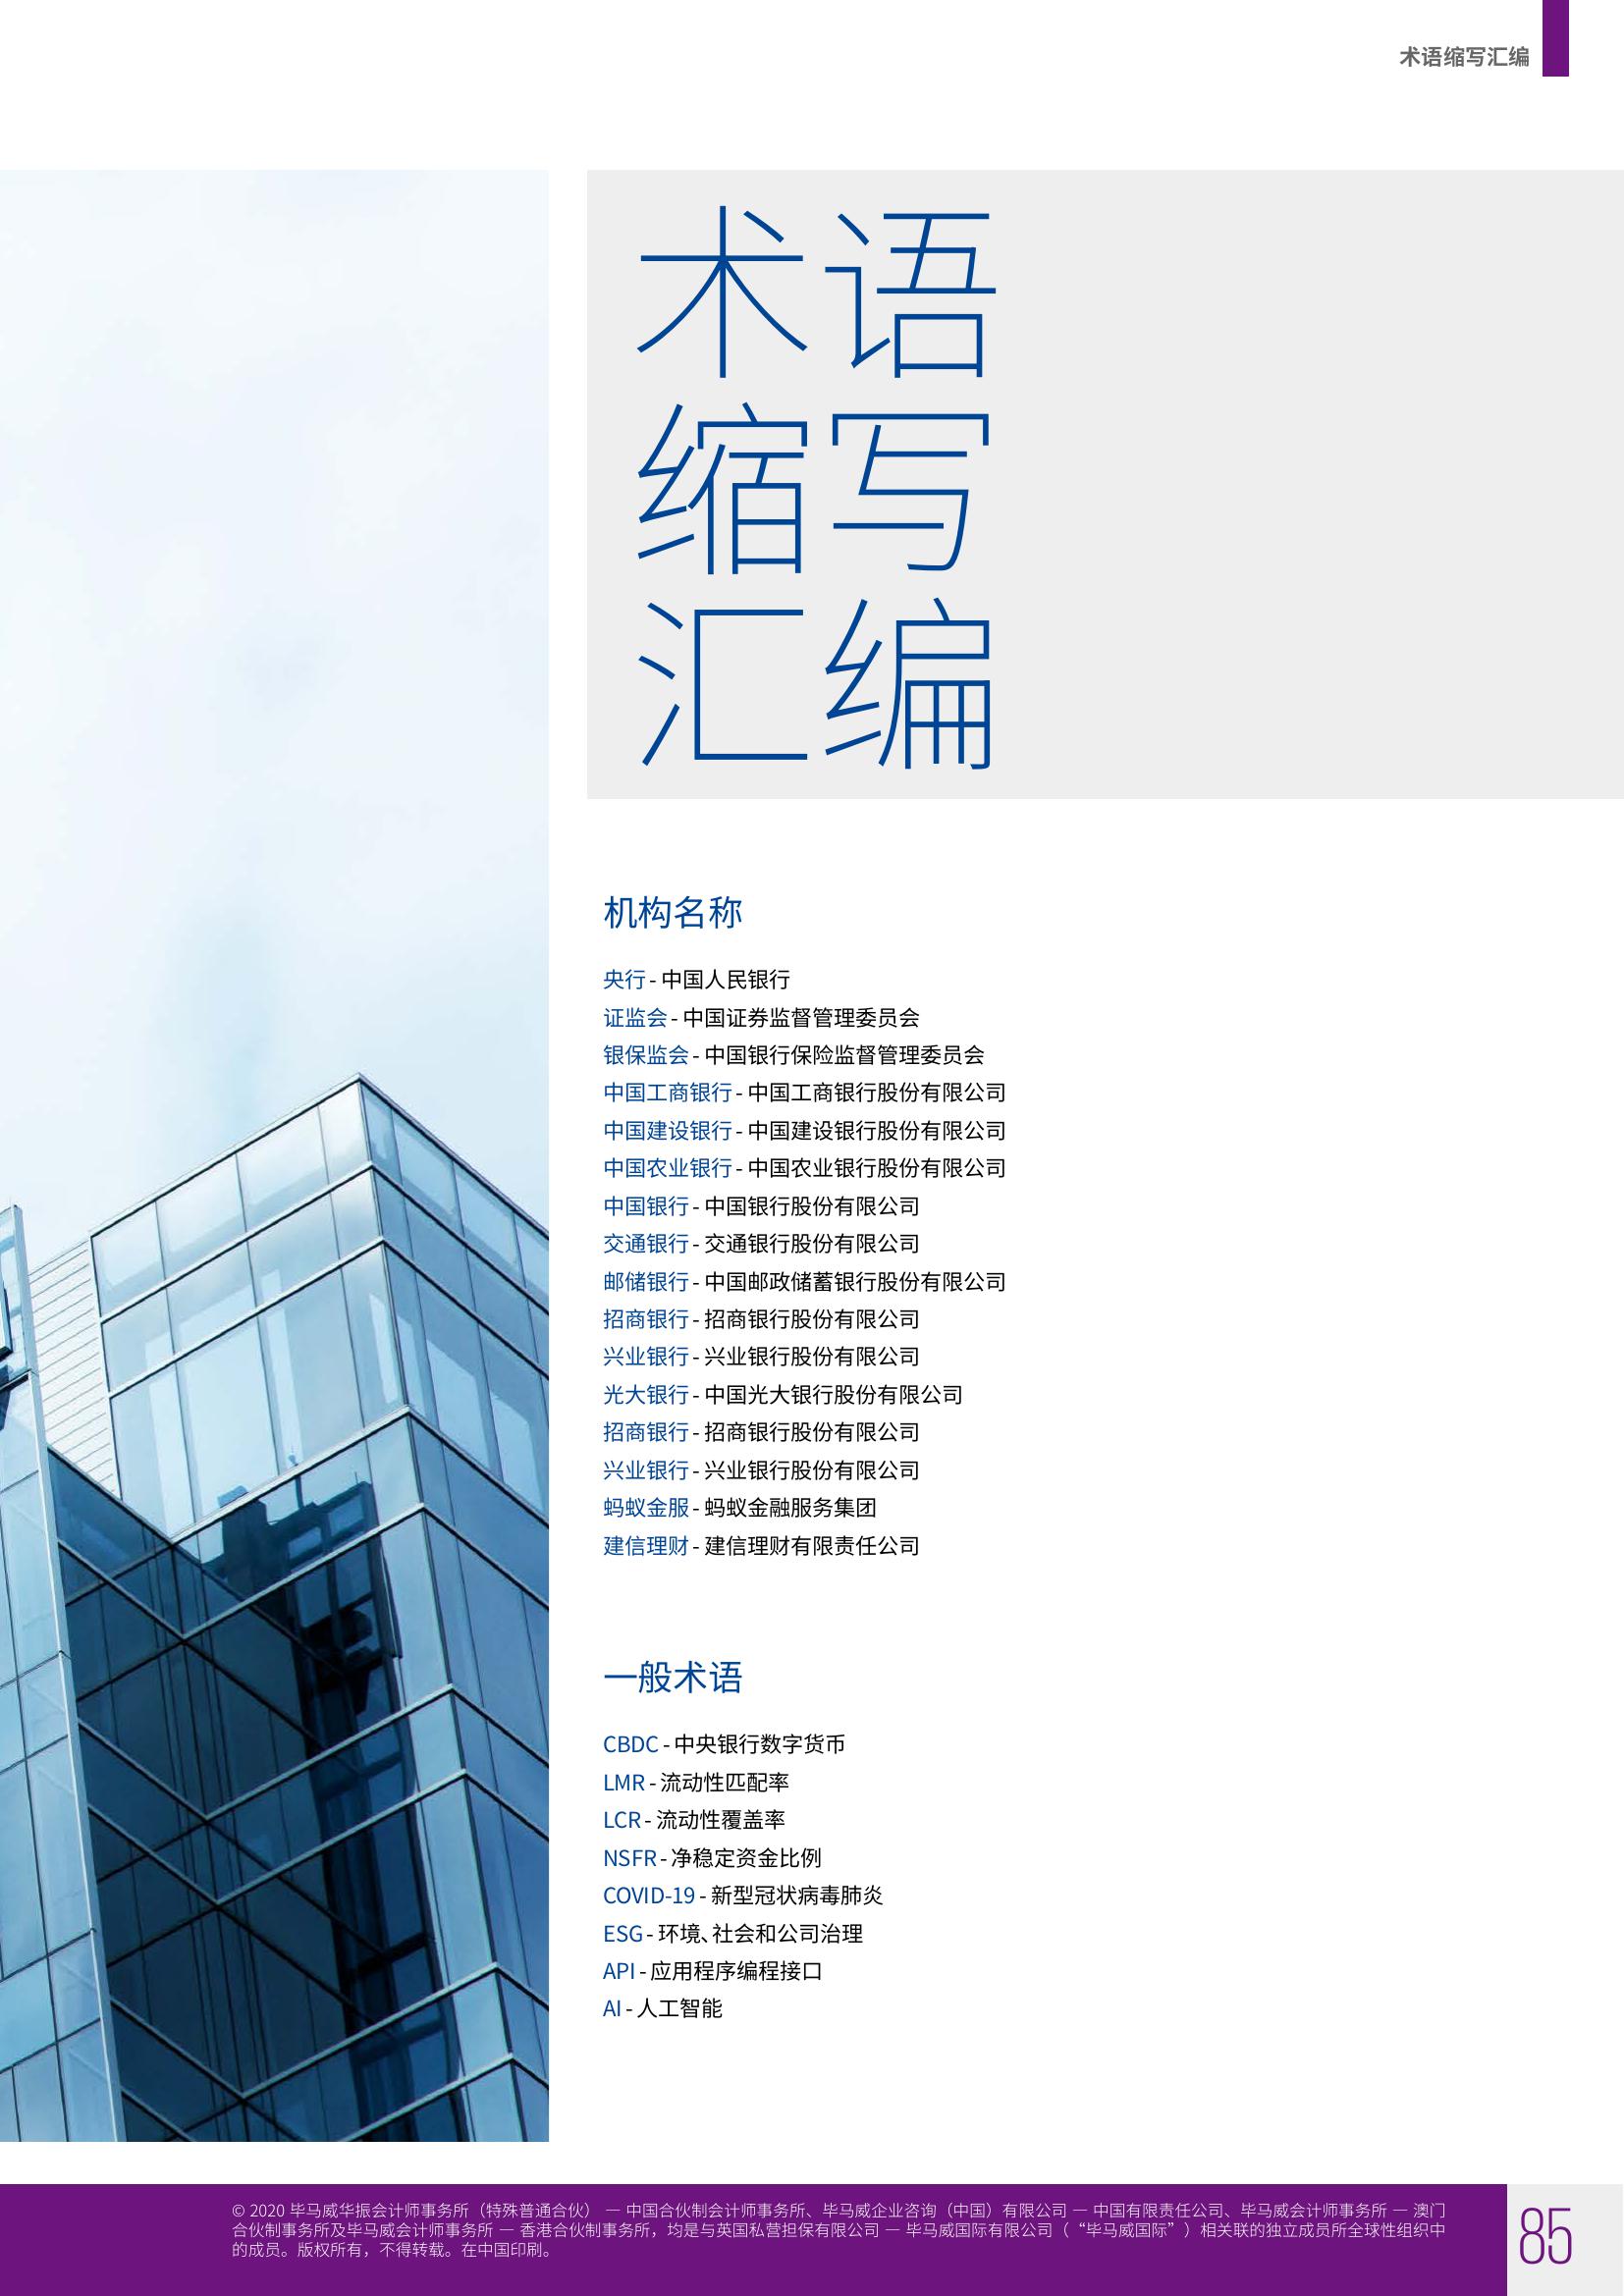 术语缩写汇编
术语
缩写
汇编
机构名称
央行 - 中国人民银行
证监会 - 中国证券监督管理委员会
银保监会 - 中国银行保险监督管理委员会
中国工商银行 - 中国工商银行股份有限公司
中国建设银行 - 中国建设银行股份有限公司
中国农业银行 - 中国农业银行股份有限公司
中国银行 - 中国银行股份有限公司
交通银行 - 交通银行股份有限公司
邮储银行 - 中国邮政储蓄银行股份有限公司
招商银行 - 招商银行股份有限公司
兴业银行 - 兴业银行股份有限公司
光大银行 - 中国光大银行股份有限公司
招商银行 - 招商银行股份有限公司
兴业银行 - 兴业银行股份有限公司
蚂蚁金服 - 蚂蚁金融服务集团
建信理财 - 建信理财有限责任公司
一般术语
CBDC - 中央银行数字货币
LMR - 流动性匹配率
LCR - 流动性覆盖率
NSFR - 净稳定资金比例
COVID-19 - 新型冠状病毒肺炎
ESG - 环境、社会和公司治理
API - 应用程序编程接口
AI - 人工智能
© 2020 毕马威华振会计师事务所（特殊普通合伙） — 中国合伙制会计师事务所、毕马威企业咨询（中国）有限公司 — 中国有限责任公司、毕马威会计师事务所 — 澳门
合伙制事务所及毕马威会计师事务所 — 香港合伙制事务所，均是与英国私营担保有限公司 — 毕马威国际有限公司（“毕马威国际”）相关联的独立成员所全球性组织中
的成员。版权所有，不得转载。在中国印刷。
85